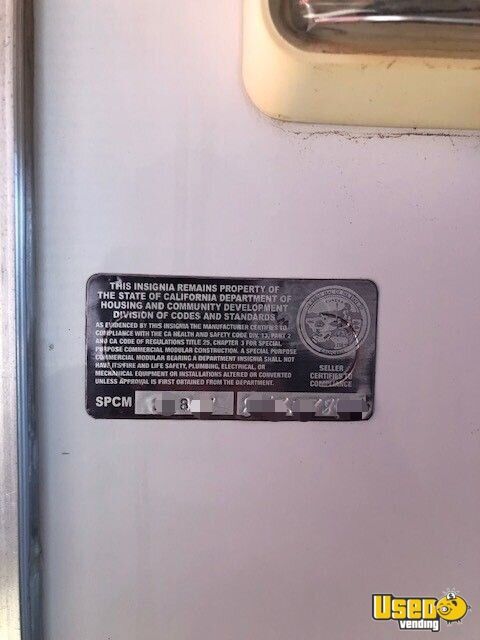 THIS INSIGNIA REMAINS PROPERTY OF
THE STATE OF CALIFORNIA DEPARTMENT OF
HOUSING AND COMMUNITY DEVELOPMENT
DIVISION OF CODES AND STANDARDS
AS EVIDENCED BY THIS INSIGNIA THE MANUFACTURER CERTIFIES TO
COMPLIANCE WITH THE CA HEALTH AND SAFETY CODE DIV. 13, PART 2
AND CA CODE OF REGULATIONS TITLE 25, CHAPTER 3 FOR SPECIAL
PURPOSE COMMERCIAL MODULAR CONSTRUCTION. A SPECIAL PURPOSE
COMMERCIAL MODULAR BEARING A DEPARTMENT INSIGNIA SHALL NOT
HAVE ITS FIRE AND LIFE SAFETY, PLUMBING, ELECTRICAL, OR
MECHANICAL EQUIPMENT OR INSTALLATIONS ALTERED OR CONVERTED
UNLESS APPROVAL IS FIRST OBTAINED FROM THE DEPARTMENT.
SELLER
CERTIFIED TO
COMPLIANCE
SPCM
Used
vending